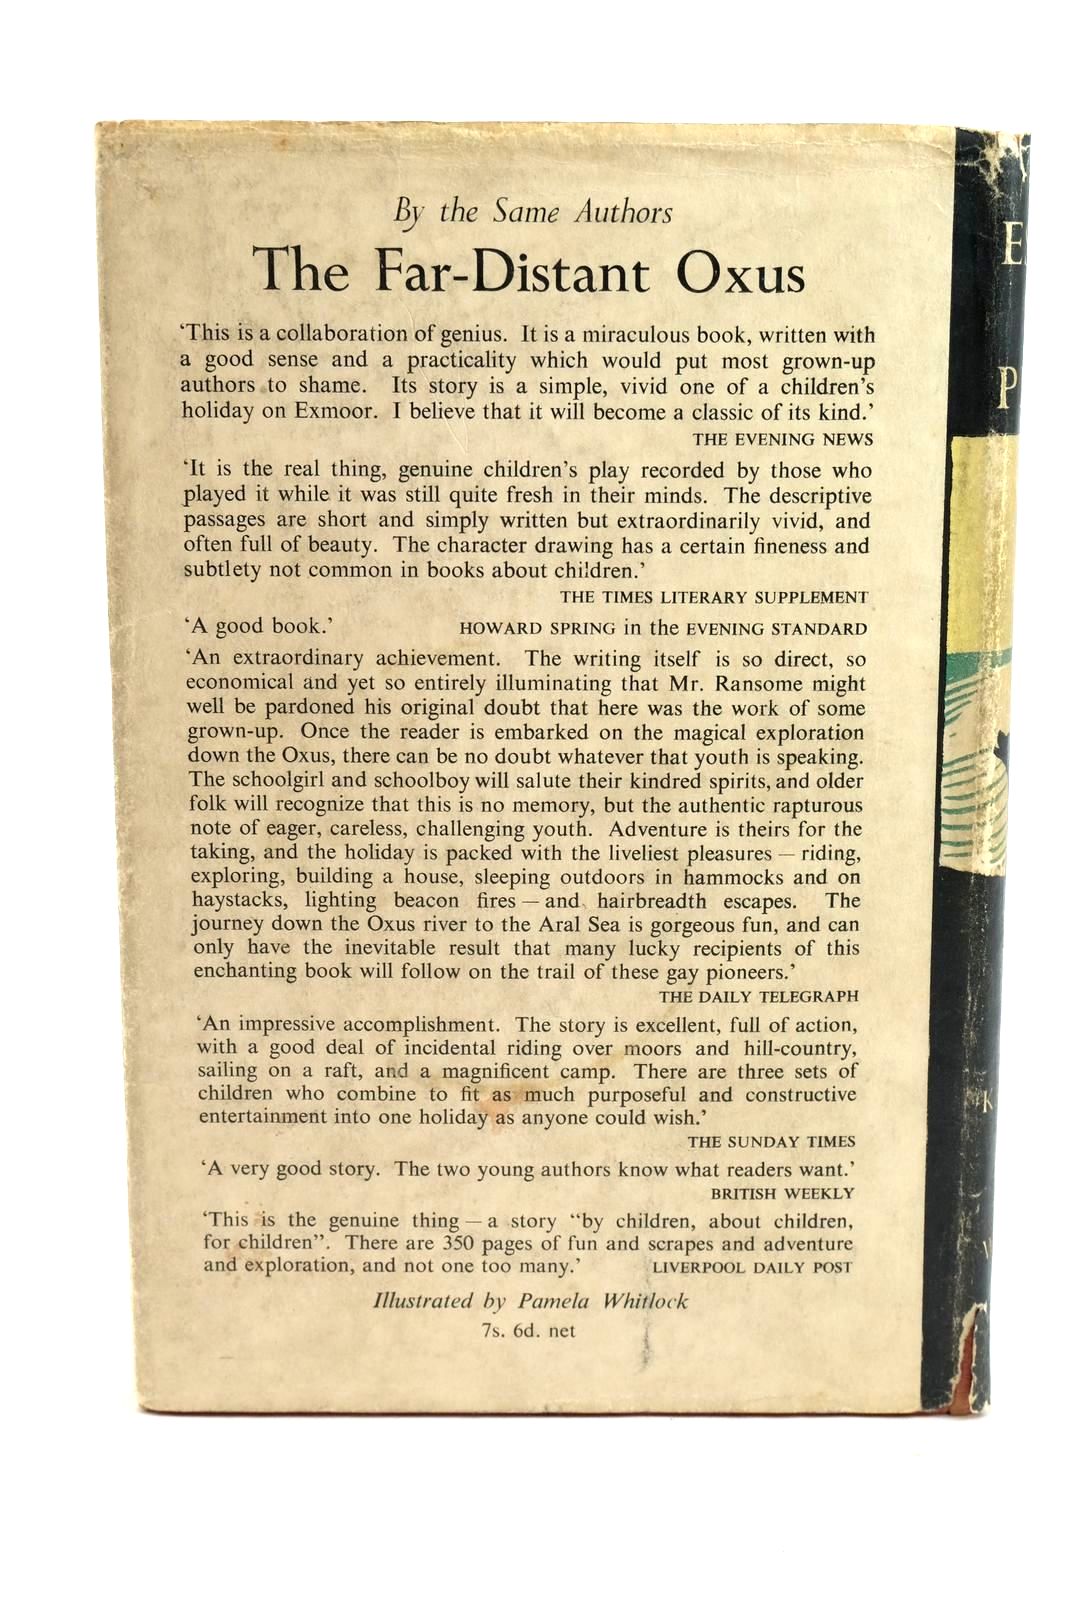 By the Same Authors
The Far-Distant Oxus
‘This is a collaboration of genius. It is a miraculous book, written with
a good sense and a practicality which would put most grown-up
authors to shame. Its story is a simple, vivid one of a children’s
holiday on Exmoor. I believe that it will become a classic of its kind.’
THE EVENING NEWS
‘It is the real thing, genuine children’s play recorded by those who
played it while it was still quite fresh in their minds. The descriptive
passages are short and simply written but extraordinarily vivid, and
often full of beauty. The character drawing has a certain fineness and
subtlety not common in books about children.’
THE TIMES LITERARY SUPPLEMENT
‘A good book.’ HOWARD SPRING in the EVENING STANDARD
‘An extraordinary achievement. The writing itself is so direct, so
economical and yet so entirely illuminating that Mr. Ransome might
well be pardoned his original doubt that here was the work of some
grown-up. Once the reader is embarked on the magical exploration
down the Oxus, there can be no doubt whatever that youth is speaking.
The schoolgirl and schoolboy will salute their kindred spirits, and older
folk will recognize that this is no memory, but the authentic rapturous
note of eager, careless, challenging youth. Adventure is theirs for the
taking, and the holiday is packed with the liveliest pleasures — riding,
exploring, building a house, sleeping outdoors in hammocks and on
haystacks, lighting beacon fires — and hairbreadth escapes. The
journey down the Oxus river to the Aral Sea is gorgeous fun, and can
only have the inevitable result that many lucky recipients of this
enchanting book will follow on the trail of these gay pioneers.’
THE DAILY TELEGRAPH
‘An impressive accomplishment. The story is excellent, full of action,
with a good deal of incidental riding over moors and hill-country,
sailing on a raft, and a magnificent camp. There are three sets of
children who combine to fit as much purposeful and constructive
entertainment into one holiday as anyone could wish.’
THE SUNDAY TIMES
‘A very good story. The two young authors know what readers want.’
BRITISH WEEKLY
‘This is the genuine thing — a story “by children, about children,
for children”. There are 350 pages of fun and scrapes and adventure
and exploration, and not one too many.’ LIVERPOOL DAILY POST
Illustrated by Pamela Whitlock
7s. 6d. net